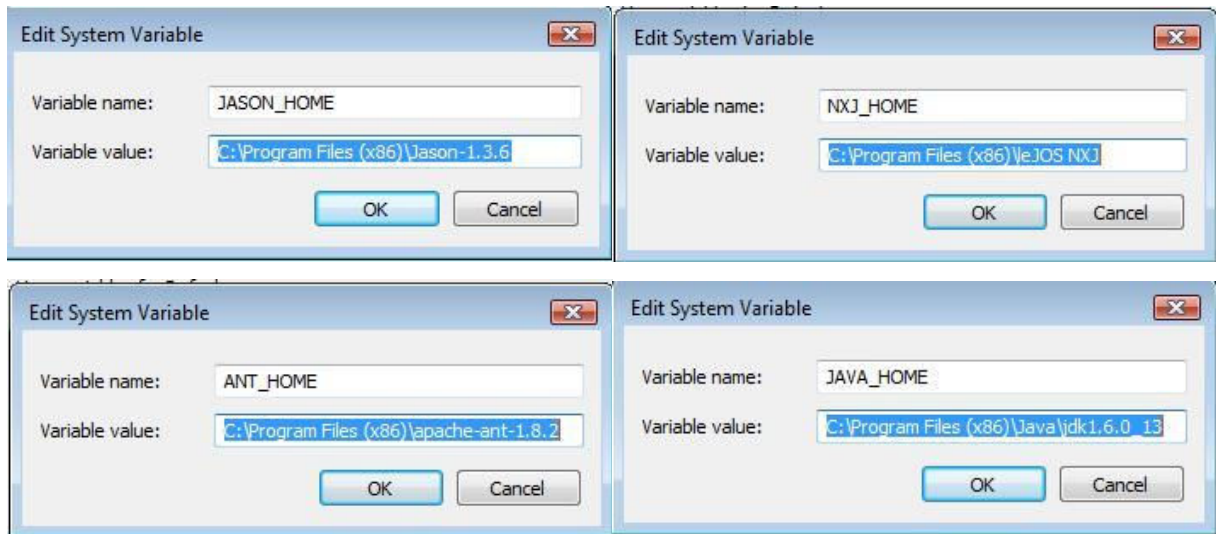 Edit System Variable
Variable name: JASON_HOME
Variable value: C:\Program Files (x86)\Jason-1.3.6
OK Cancel
Edit System Variable
Variable name: NXJ_HOME
Variable value: C:\Program Files (x86)\leJOS NXJ
OK Cancel
Edit System Variable
Variable name: ANT_HOME
Variable value: C:\Program Files (x86)\apache-ant-1.8.2
OK Cancel
Edit System Variable
Variable name: JAVA_HOME
Variable value: C:\Program Files (x86)\Java\jdk1.6.0_13
OK Cancel